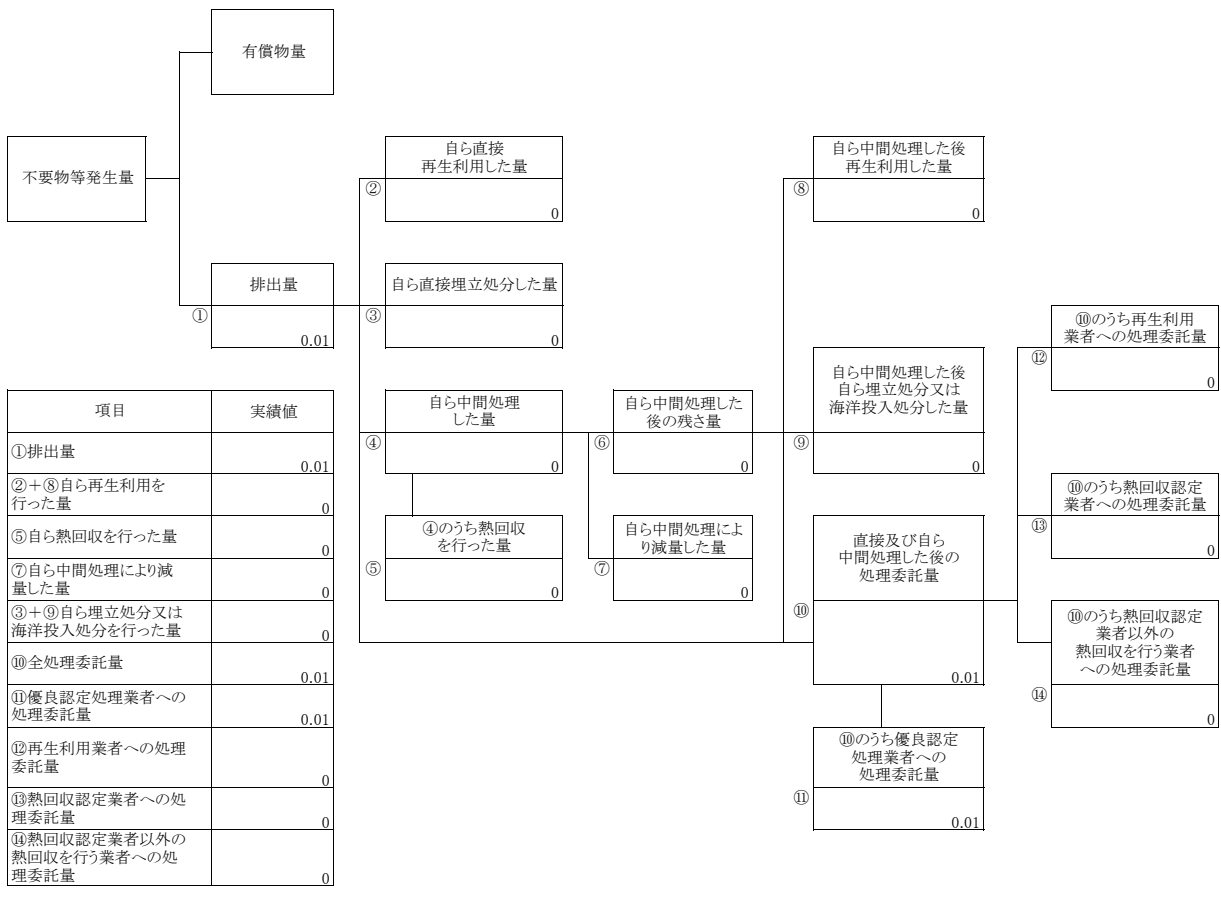 有償物量
不要物等発生量
自ら直接
再生利用した量
②
0
自ら中間処理した後
再生利用した量
⑧
0
排出量
①
0.01
自ら直接埋立処分した量
③
0
⑩のうち再生利用
業者への処理委託量
⑫
0
自ら中間処理
した量
④
0
自ら中間処理した
後の残さ量
⑥
0
自ら中間処理した後
自ら埋立処分又は
海洋投入処分した量
⑨
0
⑩のうち熱回収認定
業者への処理委託量
⑬
0
④のうち熱回収
を行った量
⑤
0
自ら中間処理によ
り減量した量
⑦
0
直接及び自ら
中間処理した後の
処理委託量
⑩
0.01
⑩のうち熱回収認定
業者以外の
熱回収を行う業者
への処理委託量
⑭
0
⑩のうち優良認定
処理業者への
処理委託量
⑪
0.01
項目 実績値
①排出量
0.01
②＋⑧自ら再生利用を
行った量
0
⑤自ら熱回収を行った量
0
⑦自ら中間処理により減
量した量
0
③＋⑨自ら埋立処分又は
海洋投入処分を行った量
0
⑩全処理委託量
0.01
⑪優良認定処理業者への
処理委託量
0.01
⑫再生利用業者への処理
委託量
0
⑬熱回収認定業者への処
理委託量
0
⑭熱回収認定業者以外の
熱回収を行う業者への処
理委託量
0